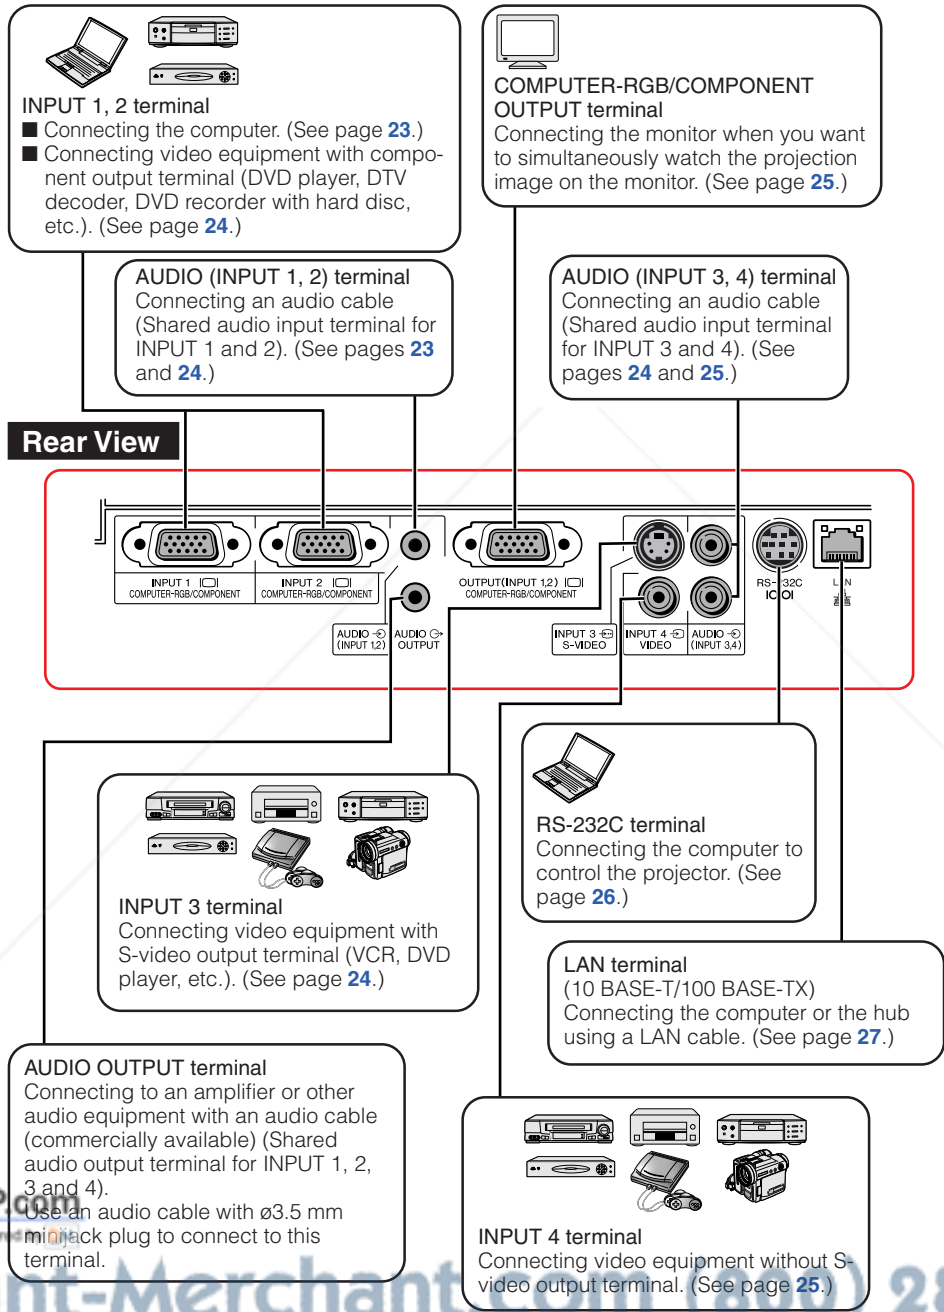 INPUT 1, 2 terminal
■ Connecting the computer. (See page 23.)
■ Connecting video equipment with compo-
nent output terminal (DVD player, DTV
decoder, DVD recorder with hard disc,
etc.). (See page 24.)
COMPUTER-RGB/COMPONENT
OUTPUT terminal
Connecting the monitor when you want
to simultaneously watch the projection
image on the monitor. (See page 25.)
AUDIO (INPUT 1, 2) terminal
Connecting an audio cable
(Shared audio input terminal for
INPUT 1 and 2). (See pages 23
and 24.)
AUDIO (INPUT 3, 4) terminal
Connecting an audio cable
(Shared audio input terminal
for INPUT 3 and 4). (See
pages 24 and 25.)
Rear View
INPUT 1
COMPUTER-RGB/COMPONENT
INPUT 2
COMPUTER-RGB/COMPONENT
OUTPUT(INPUT 1,2)
COMPUTER-RGB/COMPONENT
RS-232C
LAN
AUDIO
(INPUT 1,2)
AUDIO
OUTPUT
INPUT 3
S-VIDEO
INPUT 4
VIDEO
AUDIO
(INPUT 3,4)
RS-232C terminal
Connecting the computer to
control the projector. (See
page 26.)
INPUT 3 terminal
Connecting video equipment with
S-video output terminal (VCR, DVD
player, etc.). (See page 24.)
LAN terminal
(10 BASE-T/100 BASE-TX)
Connecting the computer or the hub
using a LAN cable. (See page 27.)
AUDIO OUTPUT terminal
Connecting to an amplifier or other
audio equipment with an audio cable
(commercially available) (Shared
audio output terminal for INPUT 1, 2,
3 and 4).
Use an audio cable with ø3.5 mm
minijack plug to connect to this
terminal.
INPUT 4 terminal
Connecting video equipment without S-
video output terminal. (See page 25.)
P.com
nt-Merchant.com (800) 28